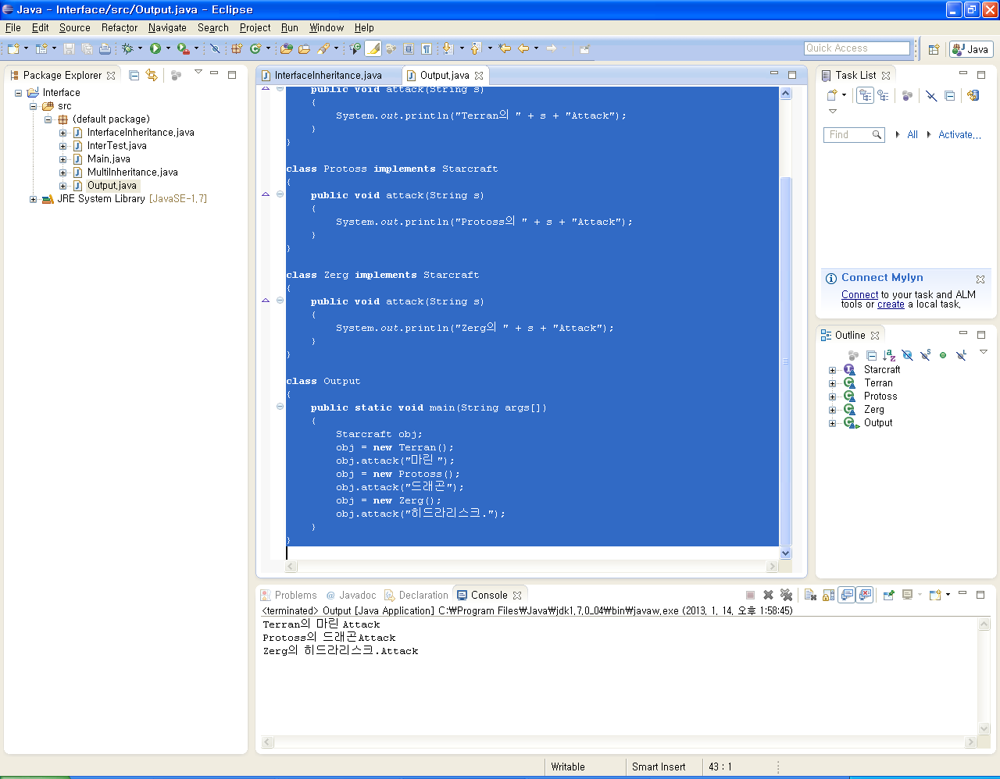 Java - Interface/src/Output.java - Eclipse
File Edit Source Refactor Navigate Search Project Run Window Help
Quick Access
Java
Package Explorer
Interface
src
(default package)
InterfaceInheritance.java
InterTest.java
Main.java
MultiInheritance.java
Output.java
JRE System Library [JavaSE-1.7]
InterfaceInheritance.java
Output.java
public void attack(String s)
{
System.out.println("Terran의 " + s + "Attack");
}
}
class Protoss implements Starcraft
{
public void attack(String s)
{
System.out.println("Protoss의 " + s + "Attack");
}
}
class Zerg implements Starcraft
{
public void attack(String s)
{
System.out.println("Zerg의 " + s + "Attack");
}
}
class Output
{
public static void main(String args[])
{
Starcraft obj;
obj = new Terran();
obj.attack("마린 ");
obj = new Protoss();
obj.attack("드래곤");
obj = new Zerg();
obj.attack("히드라리스크.");
}
}
Task List
Find
All
Activate...
Connect Mylyn
Connect to your task and ALM
tools or create a local task.
Outline
Starcraft
Terran
Protoss
Zerg
Output
Problems
@ Javadoc
Declaration
Console
<terminated> Output [Java Application] C:₩Program Files₩Java₩jdk1.7.0_04₩bin₩javaw.exe (2013. 1. 14. 오후 1:58:45)
Terran의 마린 Attack
Protoss의 드래곤Attack
Zerg의 히드라리스크.Attack
Writable
Smart Insert
43 : 1